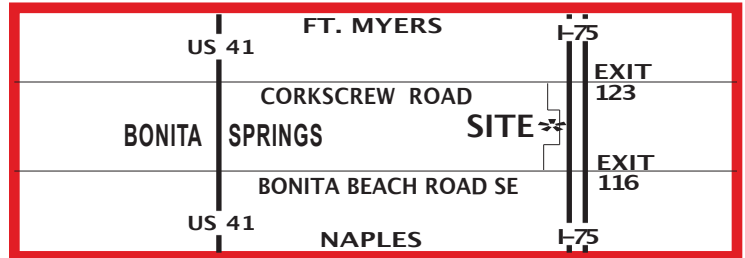 FT. MYERS
US 41
I-75
EXIT
123
CORKSCREW ROAD
SITE
BONITA SPRINGS
EXIT
116
BONITA BEACH ROAD SE
US 41
NAPLES
I-75